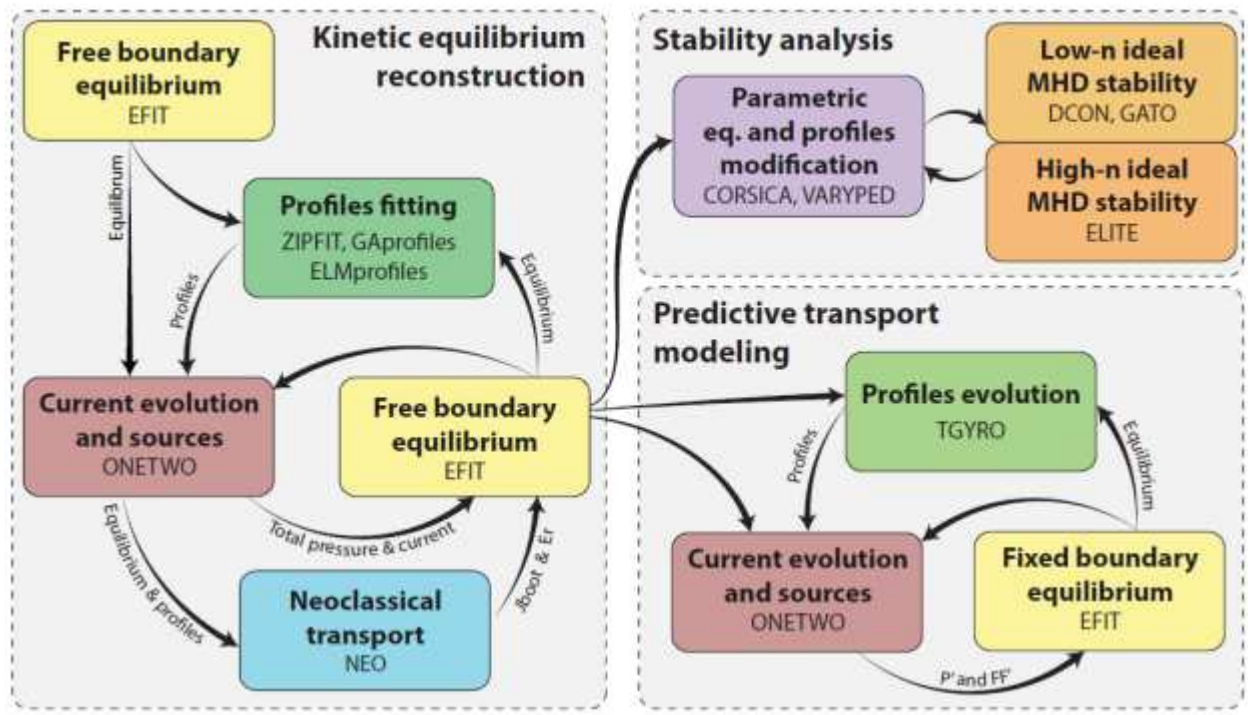 Kinetic equilibrium
reconstruction
Free boundary
equilibrium
EFIT
Equilibrum
Profiles fitting
ZIPFIT, GAprofiles
ELMprofiles
Profiles
Equilibrium
Current evolution
and sources
ONETWO
Free boundary
equilibrium
EFIT
Total pressure & current
Equilibrium & profiles
Jboot & Er
Neoclassical
transport
NEO
Stability analysis
Parametric
eq. and profiles
modification
CORSICA, VARYPED
Low-n ideal
MHD stability
DCON, GATO
High-n ideal
MHD stability
ELITE
Predictive transport
modeling
Profiles evolution
TGYRO
Profiles
Equilibrium
Current evolution
and sources
ONETWO
Fixed boundary
equilibrium
EFIT
P' and FF'